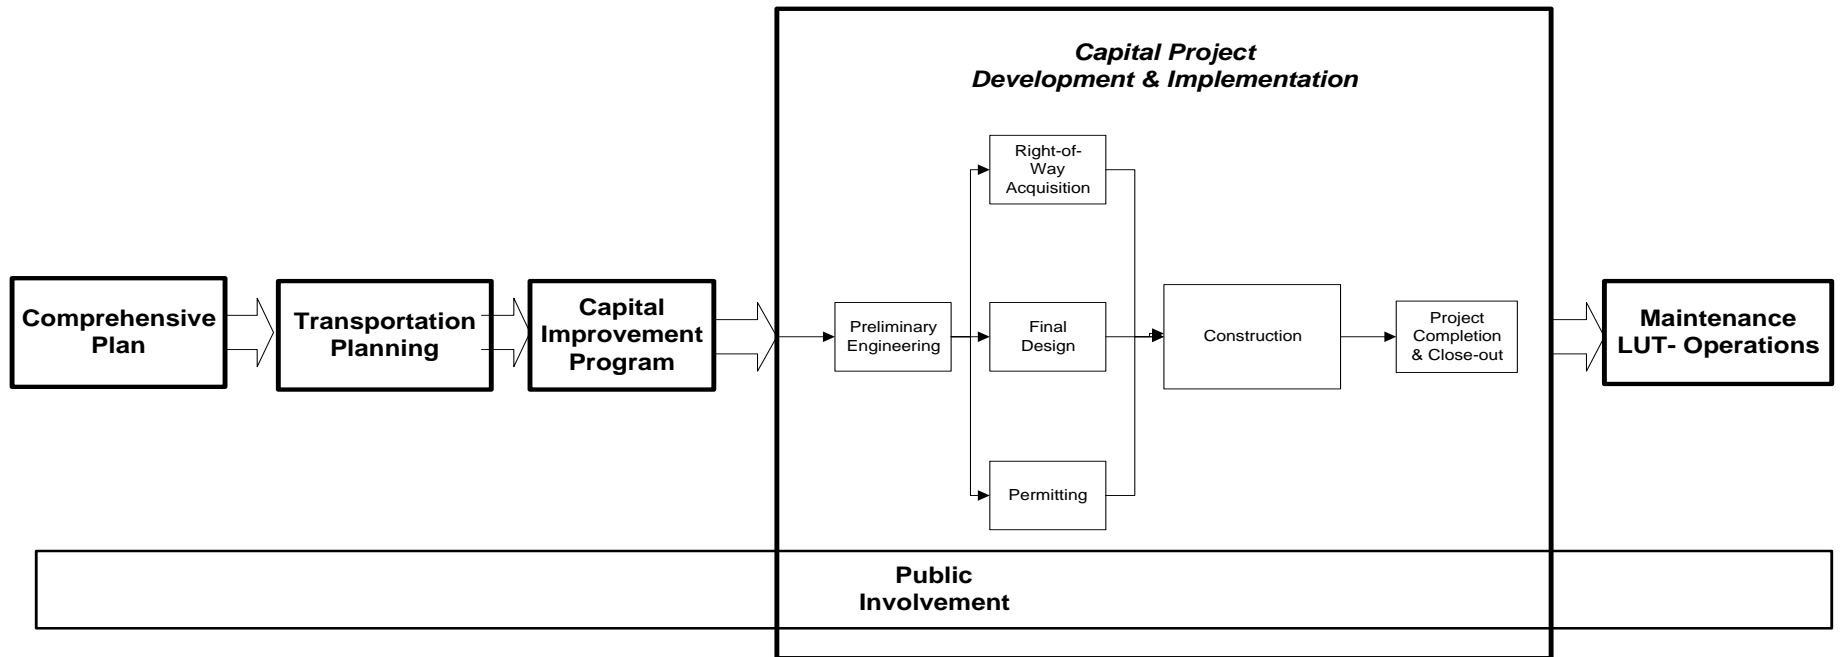 Capital Project
Development & Implementation
Right-of-
Way
Acquisition
Comprehensive
Plan
Transportation
Planning
Capital
Improvement
Program
Preliminary
Engineering
Final
Design
Construction
Project
Completion
& Close-out
Maintenance
LUT- Operations
Permitting
Public
Involvement